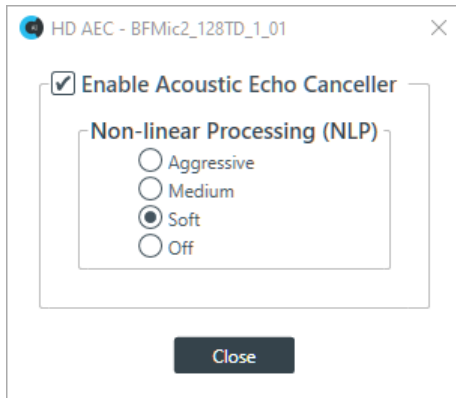 HD AEC - BFMic2_128TD_1_01
Enable Acoustic Echo Canceller
Non-linear Processing (NLP)
Aggressive
Medium
Soft
Off
Close